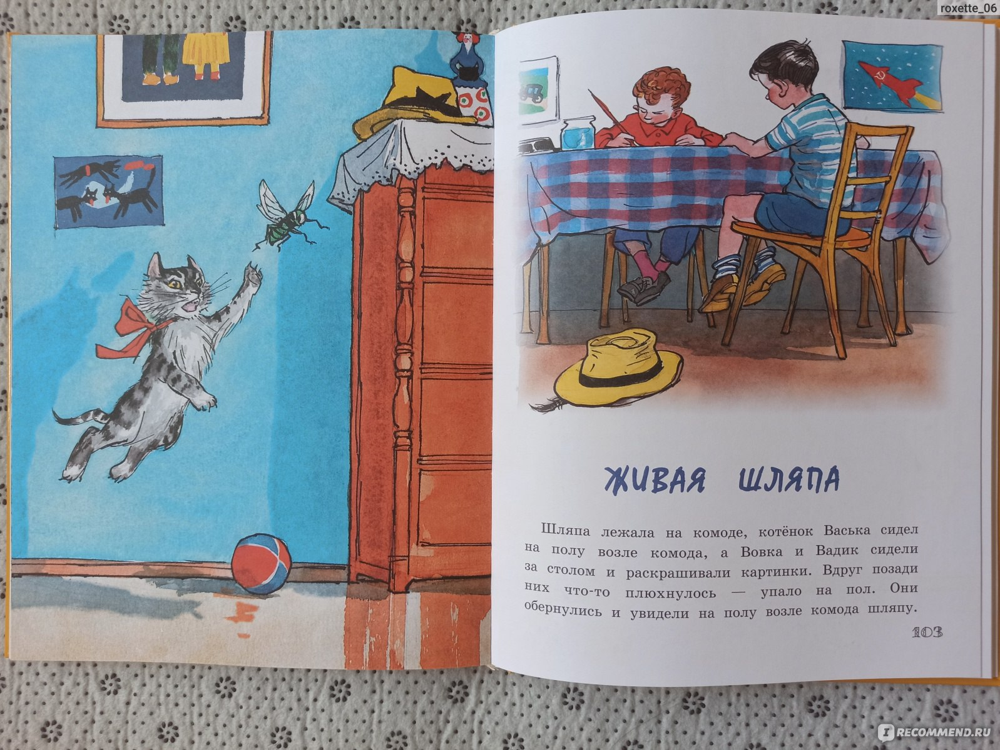 roxette_06
ЖИВАЯ ШЛЯПА
Шляпа лежала на комоде, котёнок Васька сидел
на полу возле комода, а Вовка и Вадик сидели
за столом и раскрашивали картинки. Вдруг позади
них что-то плюхнулось — упало на пол. Они
обернулись и увидели на полу возле комода шляпу.
103
IRECOMMEND.RU